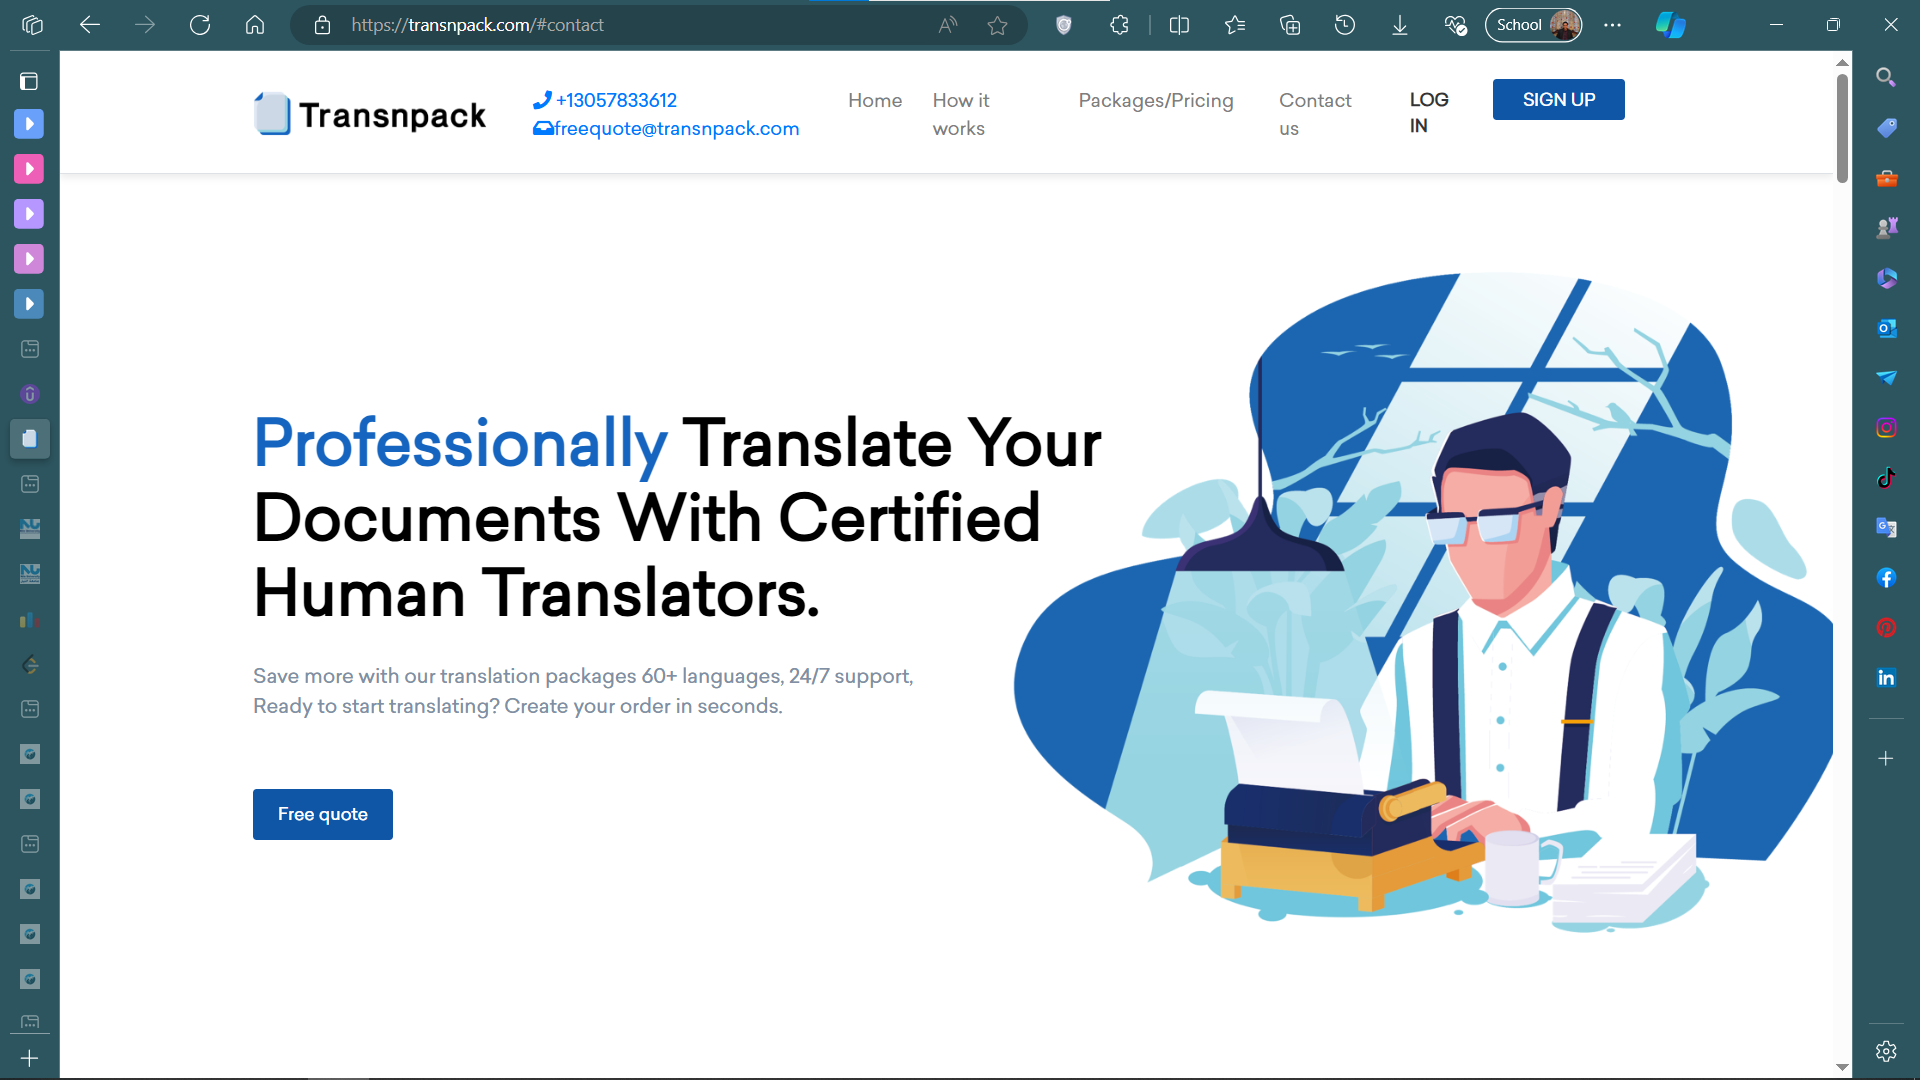 https://transnpack.com/#contact
School
Transnpack
+13057833612
freequote@transnpack.com
Home
How it
works
Packages/Pricing
Contact
us
LOG
IN
SIGN UP
Professionally Translate Your
Documents With Certified
Human Translators.
Save more with our translation packages 60+ languages, 24/7 support,
Ready to start translating? Create your order in seconds.
Free quote